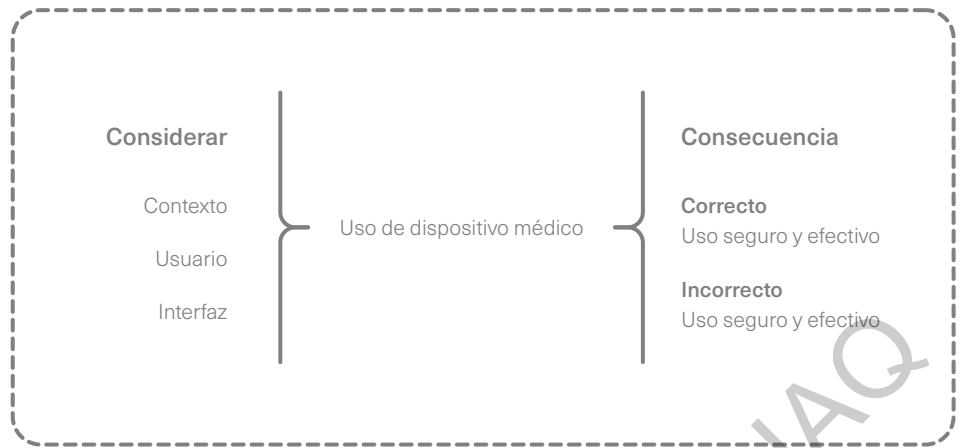 Considerar
Contexto
Usuario
Interfaz
Uso de dispositivo médico
Consecuencia
Correcto
Uso seguro y efectivo
Incorrecto
Uso seguro y efectivo